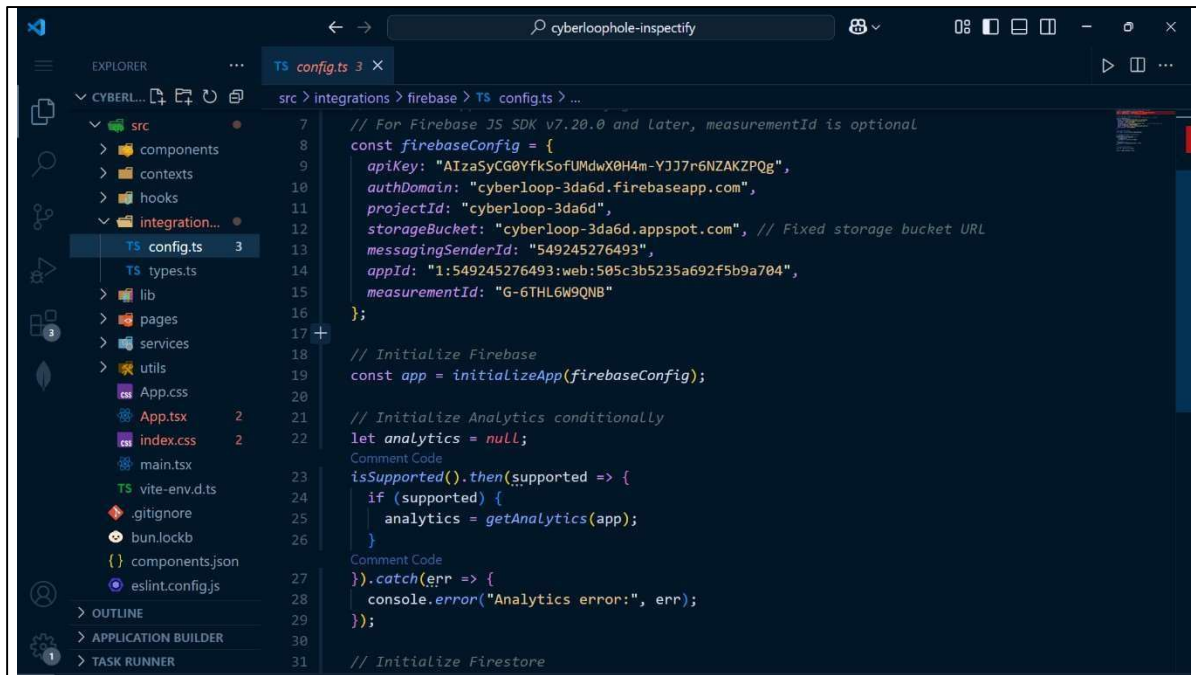 cyberloophole-inspectify
EXPLORER
CYBERL...
src
components
contexts
hooks
integration...
TS config.ts 3
TS types.ts
lib
pages
services
utils
css App.css
App.tsx 2
css index.css 2
main.tsx
TS vite-env.d.ts
.gitignore
bun.lockb
{} components.json
eslint.config.js
OUTLINE
APPLICATION BUILDER
TASK RUNNER
3
1
TS config.ts 3
src > integrations > firebase > TS config.ts > ...
7 // For Firebase JS SDK v7.20.0 and later, measurementId is optional
8 const firebaseConfig = {
9 apiKey: "AIzaSyCG0YfkSofUMdwX0H4m-YJJ7r6NZAKZPQg",
10 authDomain: "cyberloop-3da6d.firebaseapp.com",
11 projectId: "cyberloop-3da6d",
12 storageBucket: "cyberloop-3da6d.appspot.com", // Fixed storage bucket URL
13 messagingSenderId: "549245276493",
14 appId: "1:549245276493:web:505c3b5235a692f5b9a704",
15 measurementId: "G-6THL6W9QNB"
16 };
17
18 // Initialize Firebase
19 const app = initializeApp(firebaseConfig);
20
21 // Initialize Analytics conditionally
22 let analytics = null;
Comment Code
23 isSupported().then(supported => {
24 if (supported) {
25 analytics = getAnalytics(app);
26 }
Comment Code
27 }).catch(err => {
28 console.error("Analytics error:", err);
29 });
30
31 // Initialize Firestore